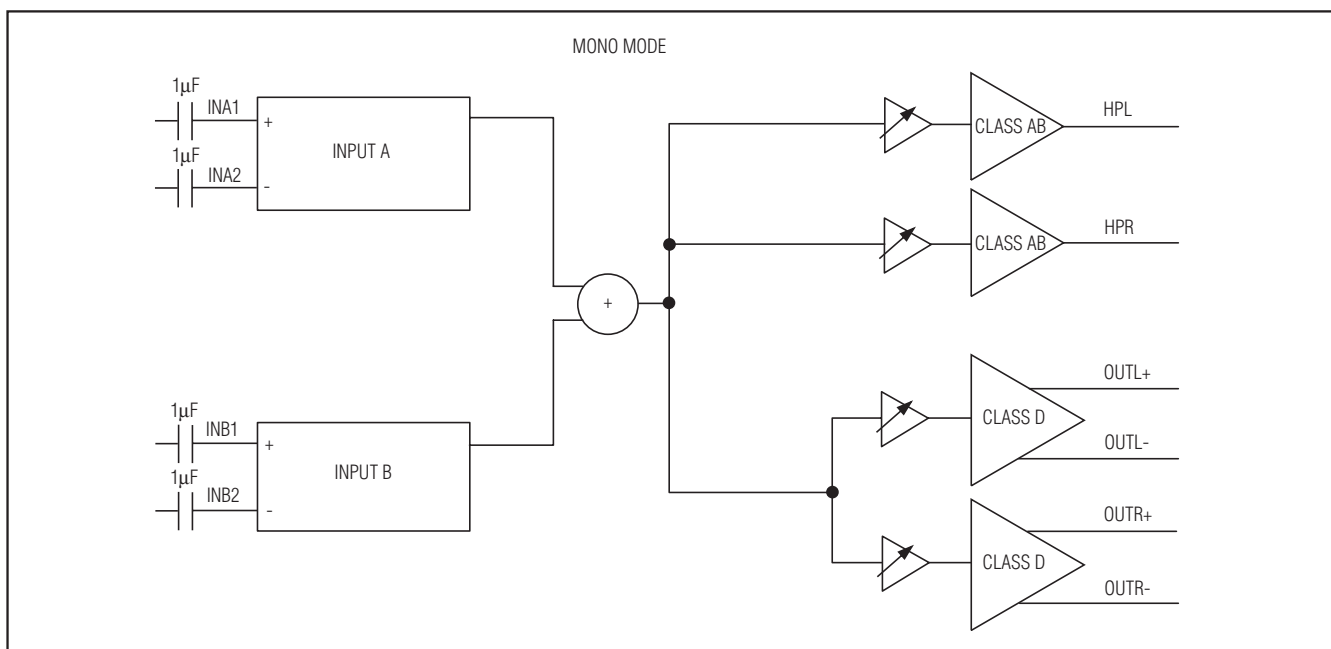 MONO MODE
1μF
INA1
+
1μF
INA2
-
INPUT A
1μF
INB1
+
1μF
INB2
-
INPUT B
+
CLASS AB
HPL
CLASS AB
HPR
CLASS D
OUTL+
OUTL-
CLASS D
OUTR+
OUTR-